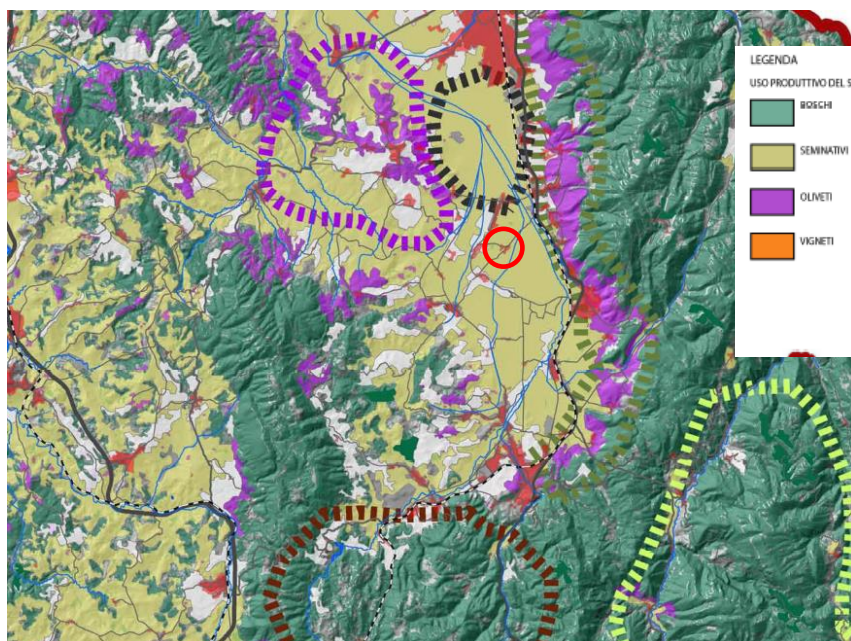 LEGENDA
USO PRODUTTIVO DEL S
BOSCHI
SEMINATIVI
OLIVETI
VIGNETI